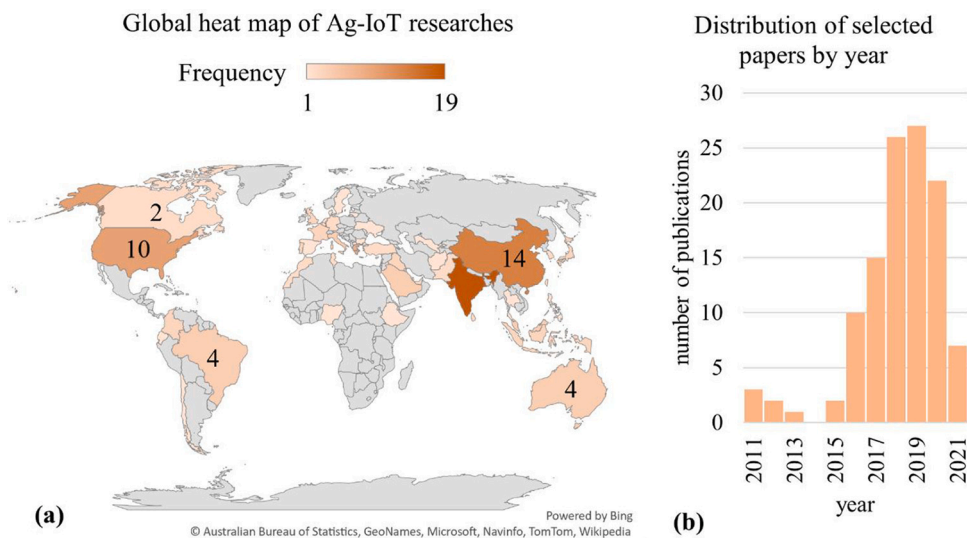 Global heat map of Ag-IoT researches
Frequency
1
19
2
10
14
4
4
(a)
Powered by Bing
© Australian Bureau of Statistics, GeoNames, Microsoft, Navinfo, TomTom, Wikipedia
Distribution of selected
papers by year
number of publications
30
25
20
15
10
5
0
2011
2013
2015
2017
2019
2021
year
(b)